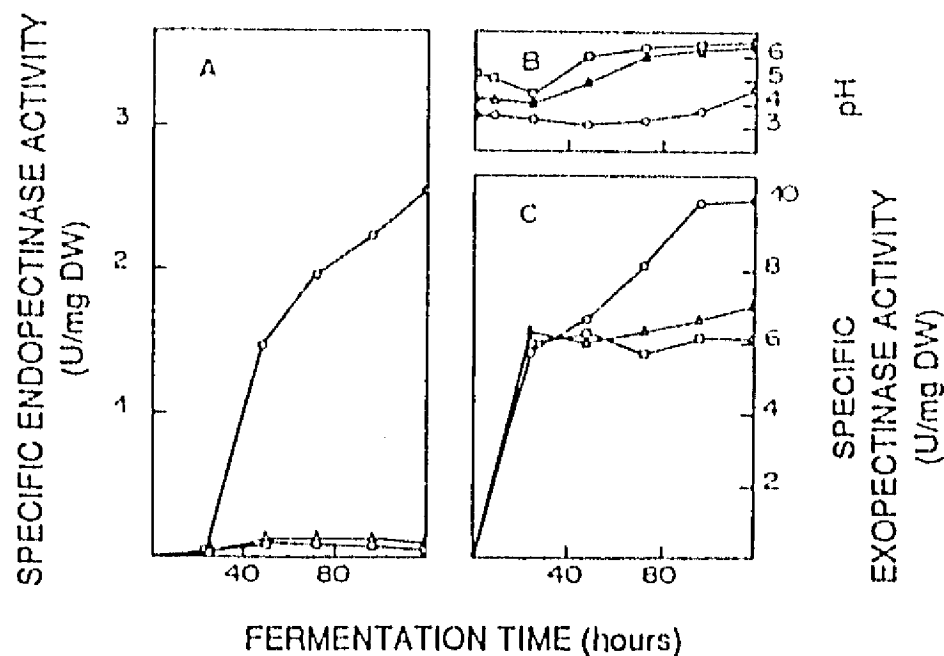 SPECIFIC ENDOPECTINASE ACTIVITY
(U/mg DW)
A
3
2
1
40 80
B
6
5
4
3
pH
C
10
8
6
4
2
40 80
SPECIFIC
EXOPECTINASE ACTIVITY
(U/mg DW)
FERMENTATION TIME (hours)